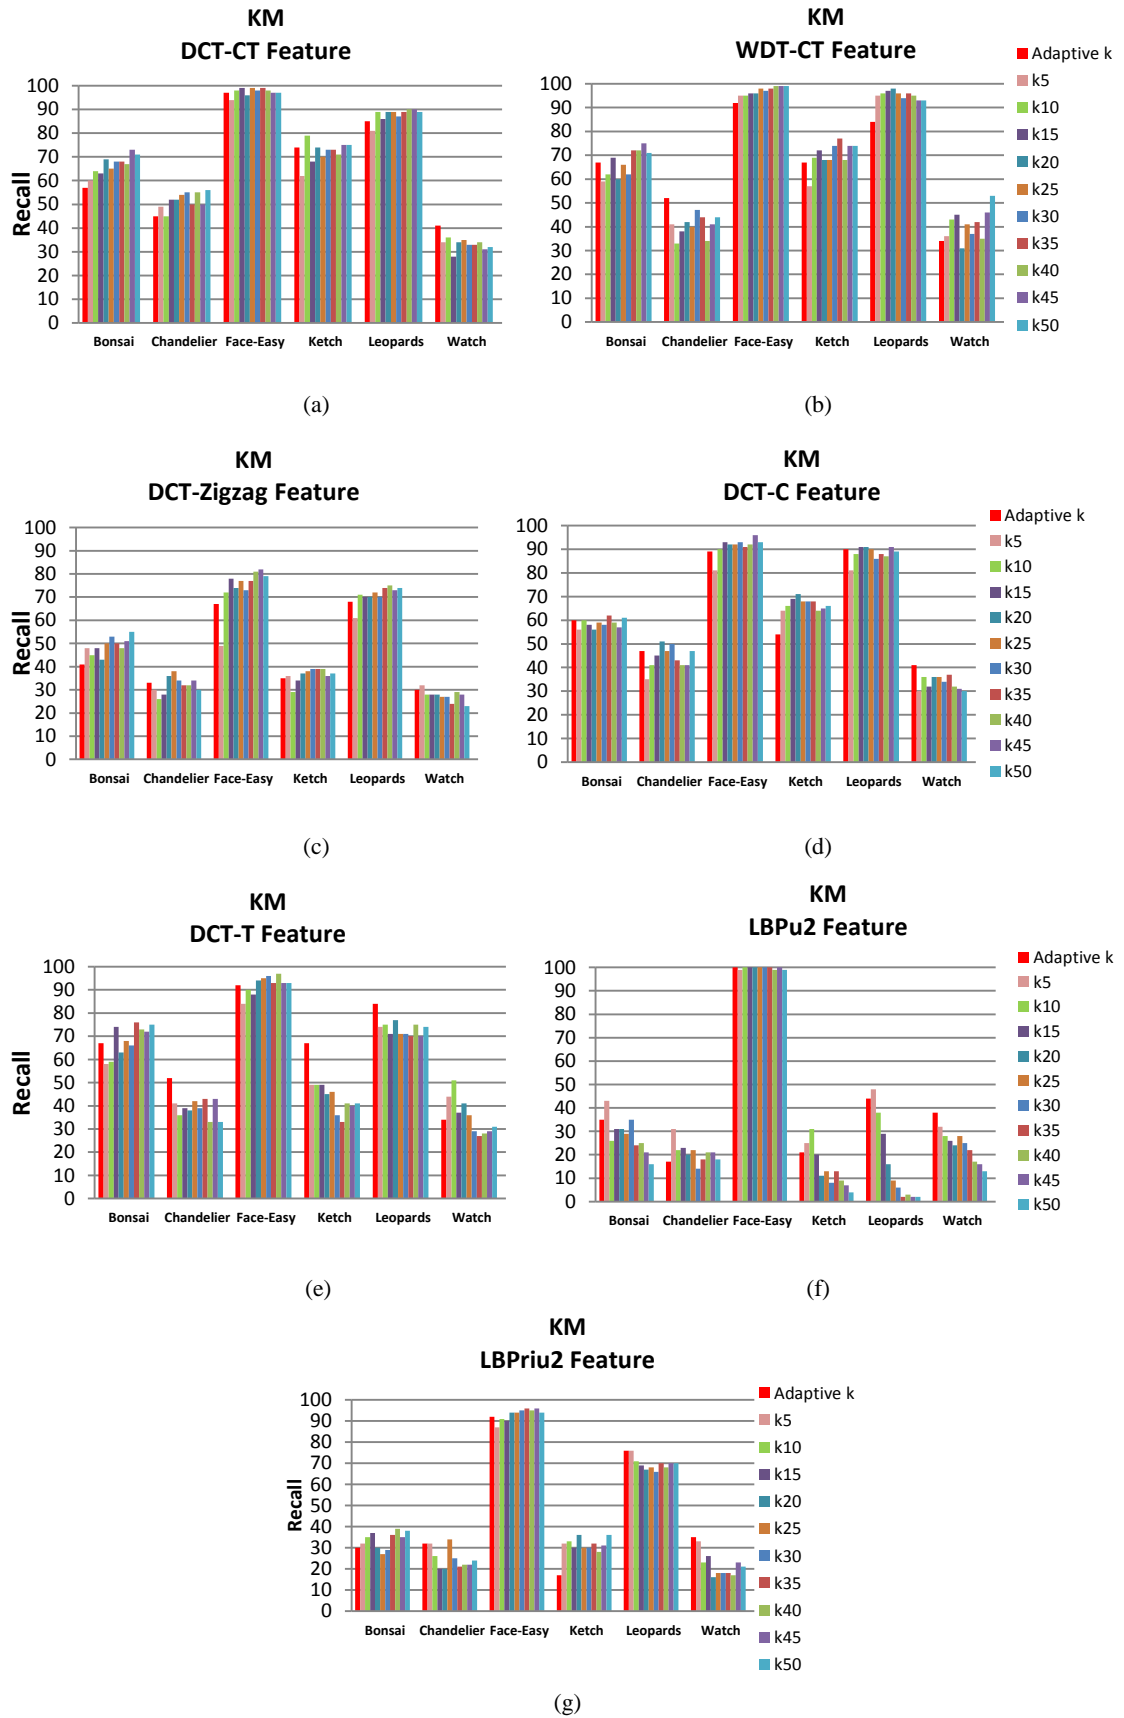 KM
DCT-CT Feature
Recall
100
90
80
70
60
50
40
30
20
10
0
Bonsai Chandelier Face-Easy Ketch Leopards Watch
(a)
KM
WDT-CT Feature
100
90
80
70
60
50
40
30
20
10
0
Bonsai Chandelier Face-Easy Ketch Leopards Watch
Adaptive k
k5
k10
k15
k20
k25
k30
k35
k40
k45
k50
(b)
KM
DCT-Zigzag Feature
Recall
100
90
80
70
60
50
40
30
20
10
0
Bonsai Chandelier Face-Easy Ketch Leopards Watch
(c)
KM
DCT-C Feature
100
90
80
70
60
50
40
30
20
10
0
Bonsai Chandelier Face-Easy Ketch Leopards Watch
Adaptive k
k5
k10
k15
k20
k25
k30
k35
k40
k45
k50
(d)
KM
DCT-T Feature
Recall
100
90
80
70
60
50
40
30
20
10
0
Bonsai Chandelier Face-Easy Ketch Leopards Watch
(e)
KM
LBPu2 Feature
100
90
80
70
60
50
40
30
20
10
0
Bonsai Chandelier Face-Easy Ketch Leopards Watch
Adaptive k
k5
k10
k15
k20
k25
k30
k35
k40
k45
k50
(f)
KM
LBPriu2 Feature
Recall
100
90
80
70
60
50
40
30
20
10
0
Bonsai Chandelier Face-Easy Ketch Leopards Watch
Adaptive k
k5
k10
k15
k20
k25
k30
k35
k40
k45
k50
(g)